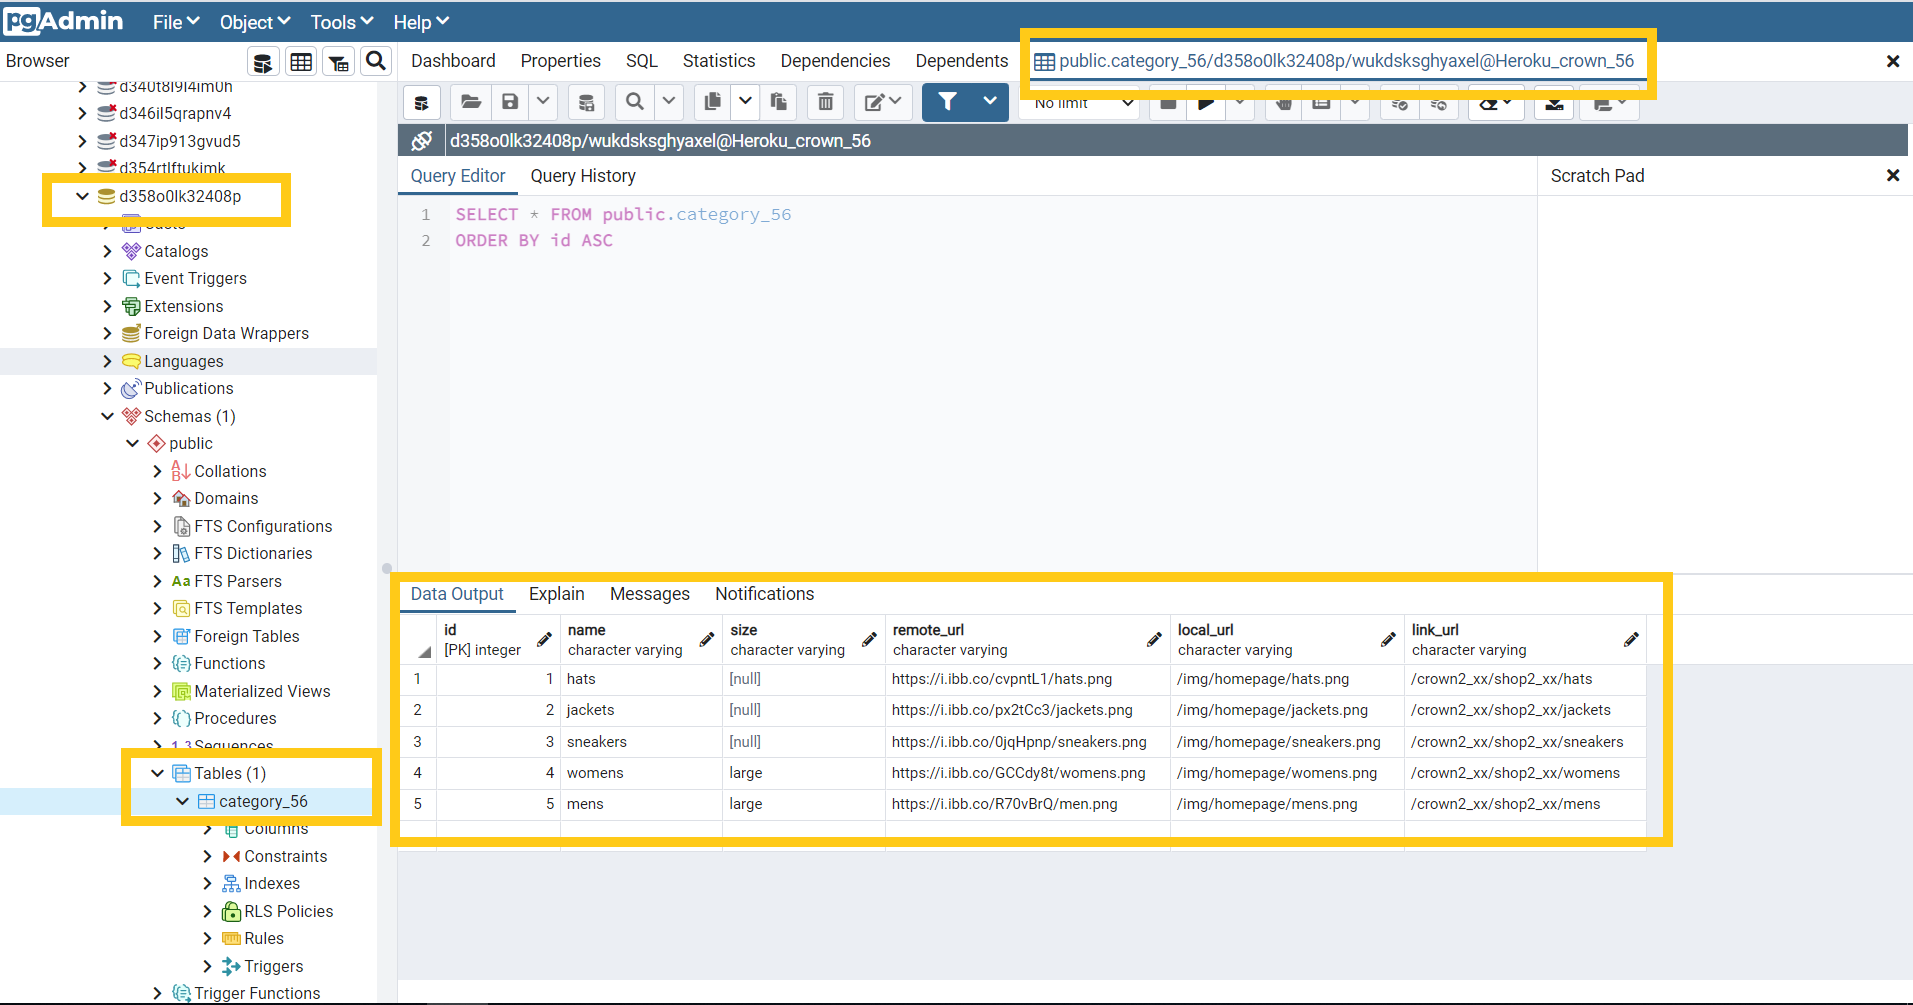 pgAdmin File Object Tools Help
Browser
Dashboard Properties SQL Statistics Dependencies Dependents public.category_56/d358o0lk32408p/wukdsksghyaxel@Heroku_crown_56
No limit
d358o0lk32408p/wukdsksghyaxel@Heroku_crown_56
Query Editor Query History
Scratch Pad
1 SELECT * FROM public.category_56
2 ORDER BY id ASC
d346il5qrapnv4
d347ip913gvud5
d354rtlftukimk
d358o0lk32408p
Casts
Catalogs
Event Triggers
Extensions
Foreign Data Wrappers
Languages
Publications
Schemas (1)
public
Collations
Domains
FTS Configurations
FTS Dictionaries
Aa FTS Parsers
FTS Templates
Foreign Tables
Functions
Materialized Views
Procedures
1..3 Sequences
Tables (1)
category_56
Columns
Constraints
Indexes
RLS Policies
Rules
Triggers
Trigger Functions
Data Output Explain Messages Notifications
id name size remote_url local_url link_url
[PK] integer character varying character varying character varying character varying character varying
1 1 hats [null] https://i.ibb.co/cvpntL1/hats.png /img/homepage/hats.png /crown2_xx/shop2_xx/hats
2 2 jackets [null] https://i.ibb.co/px2tCc3/jackets.png /img/homepage/jackets.png /crown2_xx/shop2_xx/jackets
3 3 sneakers [null] https://i.ibb.co/0jqHpnp/sneakers.png /img/homepage/sneakers.png /crown2_xx/shop2_xx/sneakers
4 4 womens large https://i.ibb.co/GCCdy8t/womens.png /img/homepage/womens.png /crown2_xx/shop2_xx/womens
5 5 mens large https://i.ibb.co/R70vBrQ/men.png /img/homepage/mens.png /crown2_xx/shop2_xx/mens